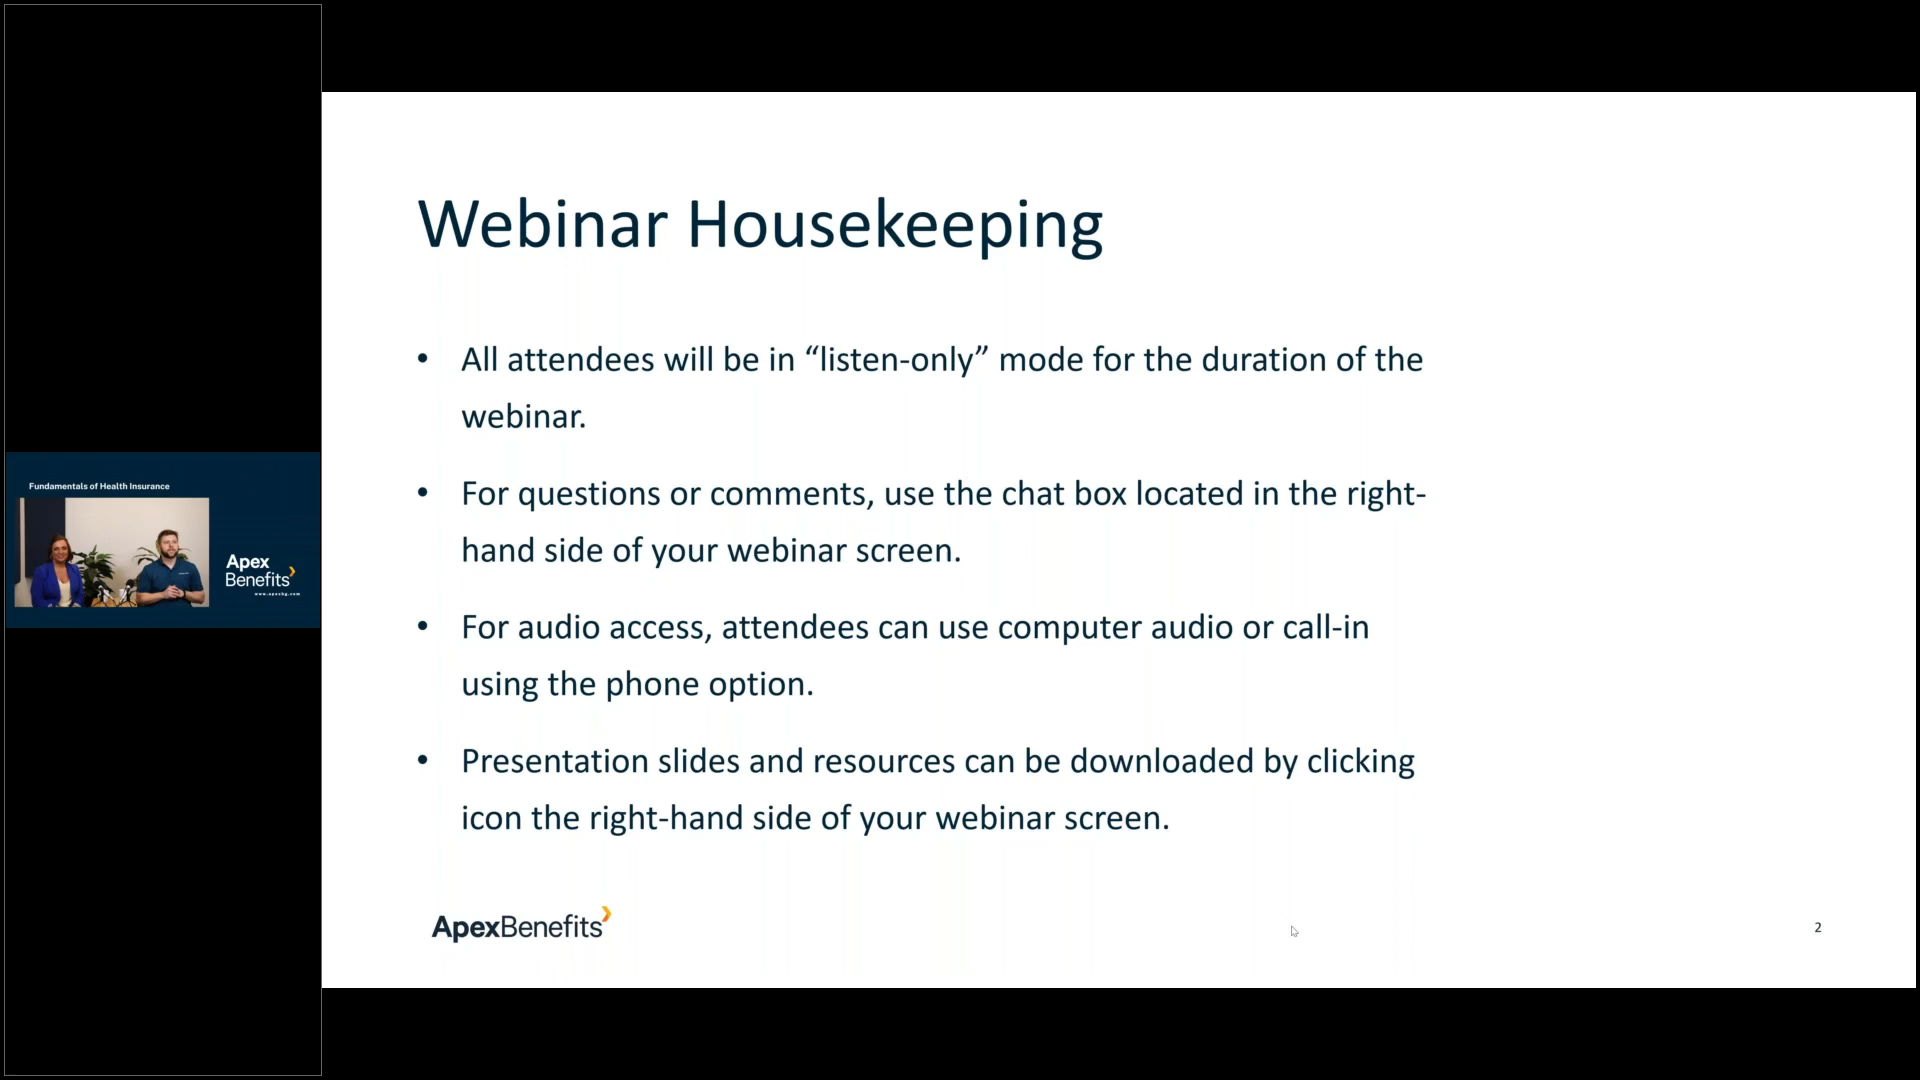 Webinar Housekeeping
• All attendees will be in “listen-only” mode for the duration of the
webinar.
• For questions or comments, use the chat box located in the right-
hand side of your webinar screen.
• For audio access, attendees can use computer audio or call-in
using the phone option.
• Presentation slides and resources can be downloaded by clicking
icon the right-hand side of your webinar screen.
ApexBenefits
2
Fundamentals of Health Insurance
Apex
Benefits
www.apexbg.com